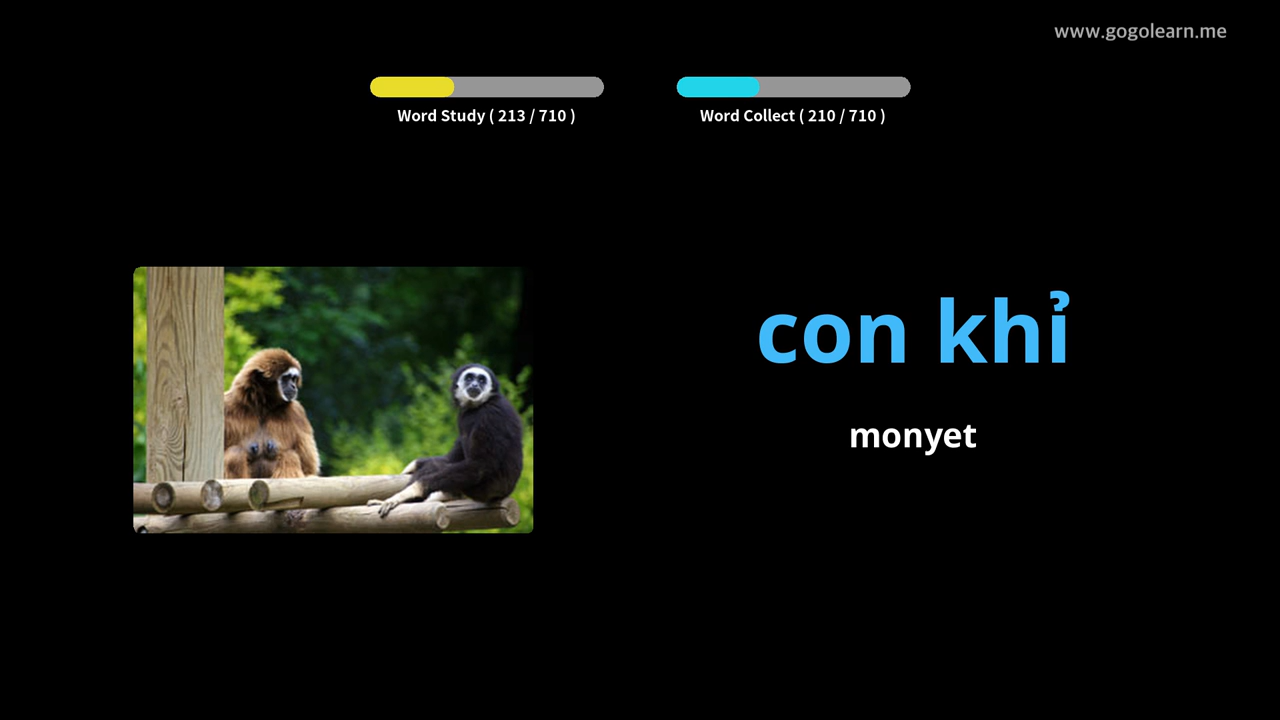 www.gogolearn.me
Word Study ( 213 / 710 )
Word Collect ( 210 / 710 )
con khỉ
monyet